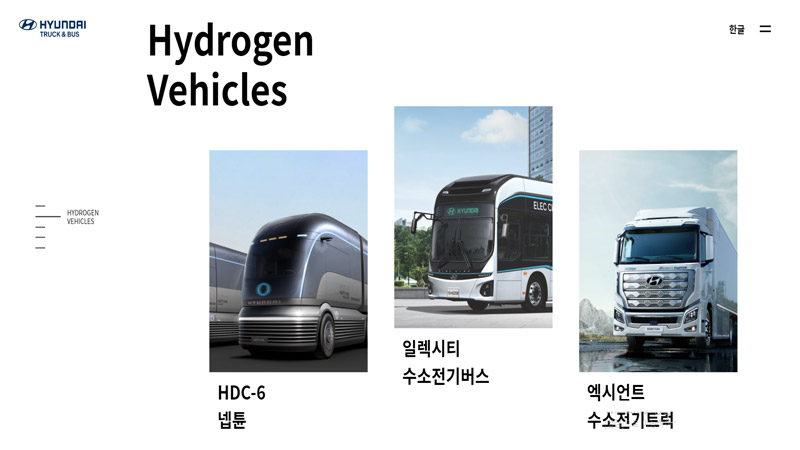 HYUNDAI
TRUCK & BUS
Hydrogen
Vehicles
한글
HYDROGEN
VEHICLES
HYUNDAI
HYUNDAI
ELEC C
HDC-6
넵튠
일렉시티
수소전기버스
엑시언트
수소전기트럭